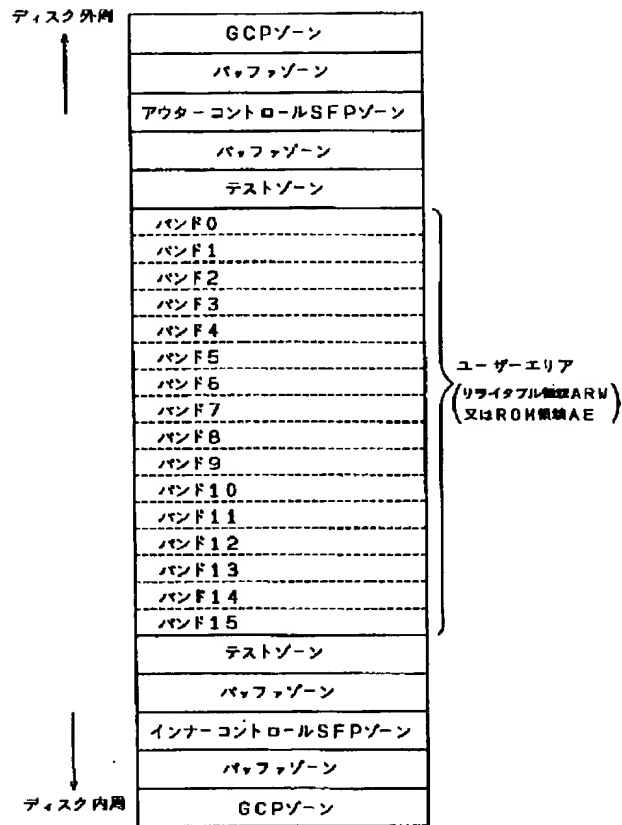 ディスク外周
GCPゾーン
バッファゾーン
アウターコントロールSFPゾーン
バッファゾーン
テストゾーン
バンド0
バンド1
バンド2
バンド3
バンド4
バンド5
バンド6
バンド7
バンド8
バンド9
バンド10
バンド11
バンド12
バンド13
バンド14
バンド15
ユーザーエリア
(リライタブル領域ARW
又はROM領域AE)
テストゾーン
バッファゾーン
インナーコントロールSFPゾーン
バッファゾーン
ディスク内周
GCPゾーン